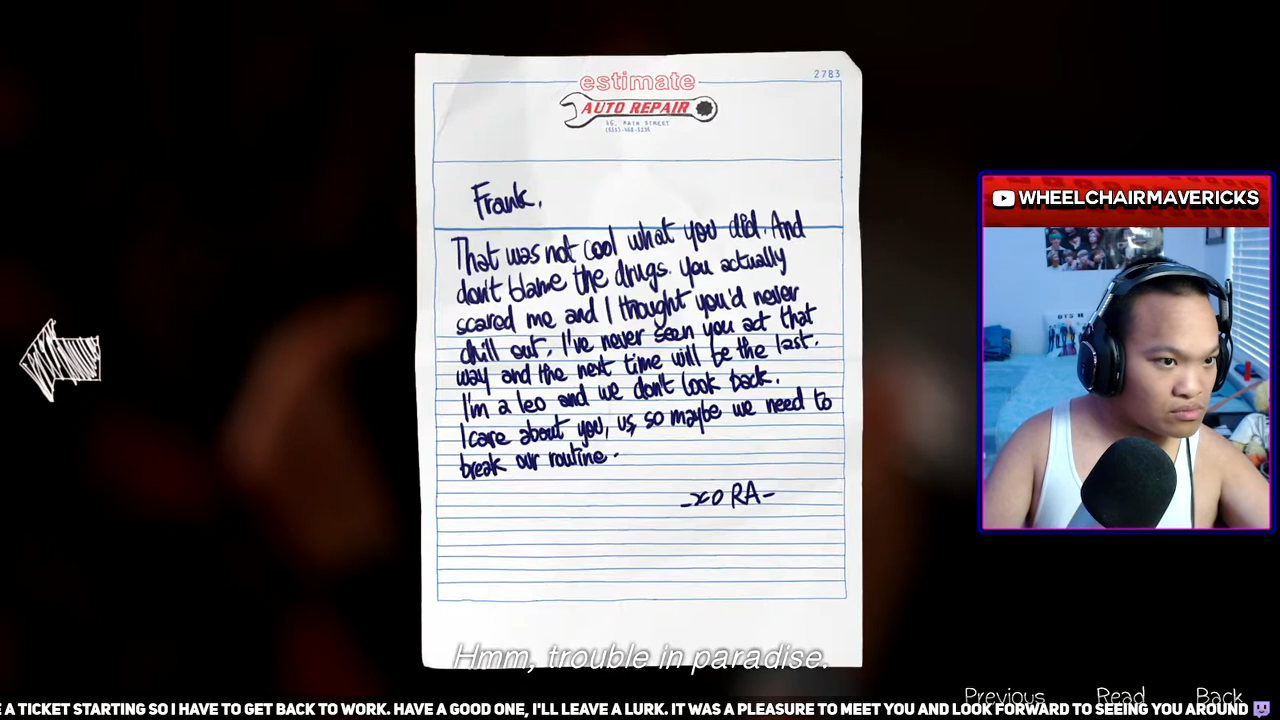 estimate
2783
AUTO REPAIR
Frank,
That was not cool what you did. And
don't blame the drugs. You actually
scared me and I thought you'd never
chill out. I've never seen you act that
way and the next time will be the last.
I'm a leo and we don't look back.
I care about you, us, so maybe we need to
break our routine.
-xo RA-
Hmm, trouble in paradise.
WHEELCHAIRMAVERICKS
BTS
Previous
Read
Back
A TICKET STARTING SO I HAVE TO GET BACK TO WORK. HAVE A GOOD ONE, I'LL LEAVE A LURK. IT WAS A PLEASURE TO MEET YOU AND LOOK FORWARD TO SEEING YOU AROUND